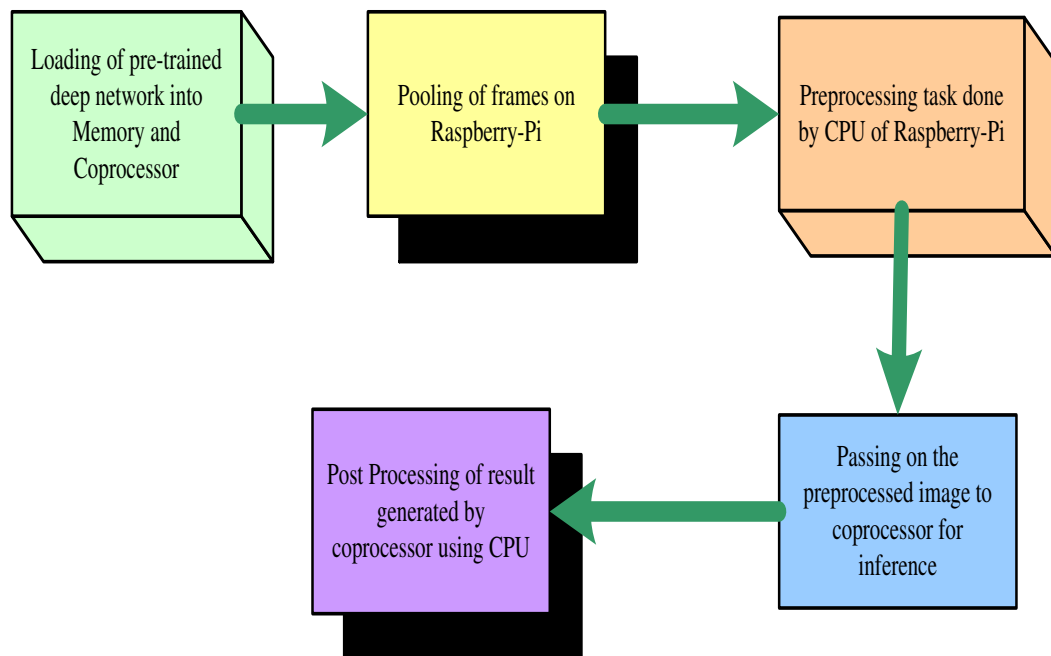 Loading of pre-trained
deep network into
Memory and
Coprocessor
Pooling of frames on
Raspberry-Pi
Preprocessing task done
by CPU of Raspberry-Pi
Passing on the
preprocessed image to
coprocessor for
inference
Post Processing of result
generated by
coprocessor using CPU